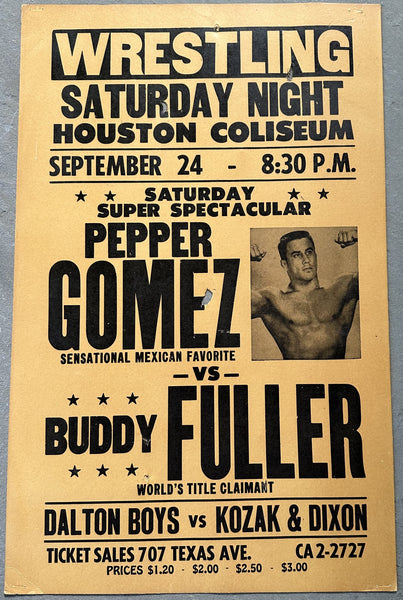 WRESTLING
SATURDAY NIGHT
HOUSTON COLISEUM
SEPTEMBER 24 - 8:30 P.M.
SATURDAY
SUPER SPECTACULAR
PEPPER
GOMEZ
SENSATIONAL MEXICAN FAVORITE
-VS-
BUDDY FULLER
WORLD'S TITLE CLAIMANT
DALTON BOYS vs KOZAK & DIXON
TICKET SALES 707 TEXAS AVE. CA 2-2727
PRICES $1.20 - $2.00 - $2.50 - $3.00